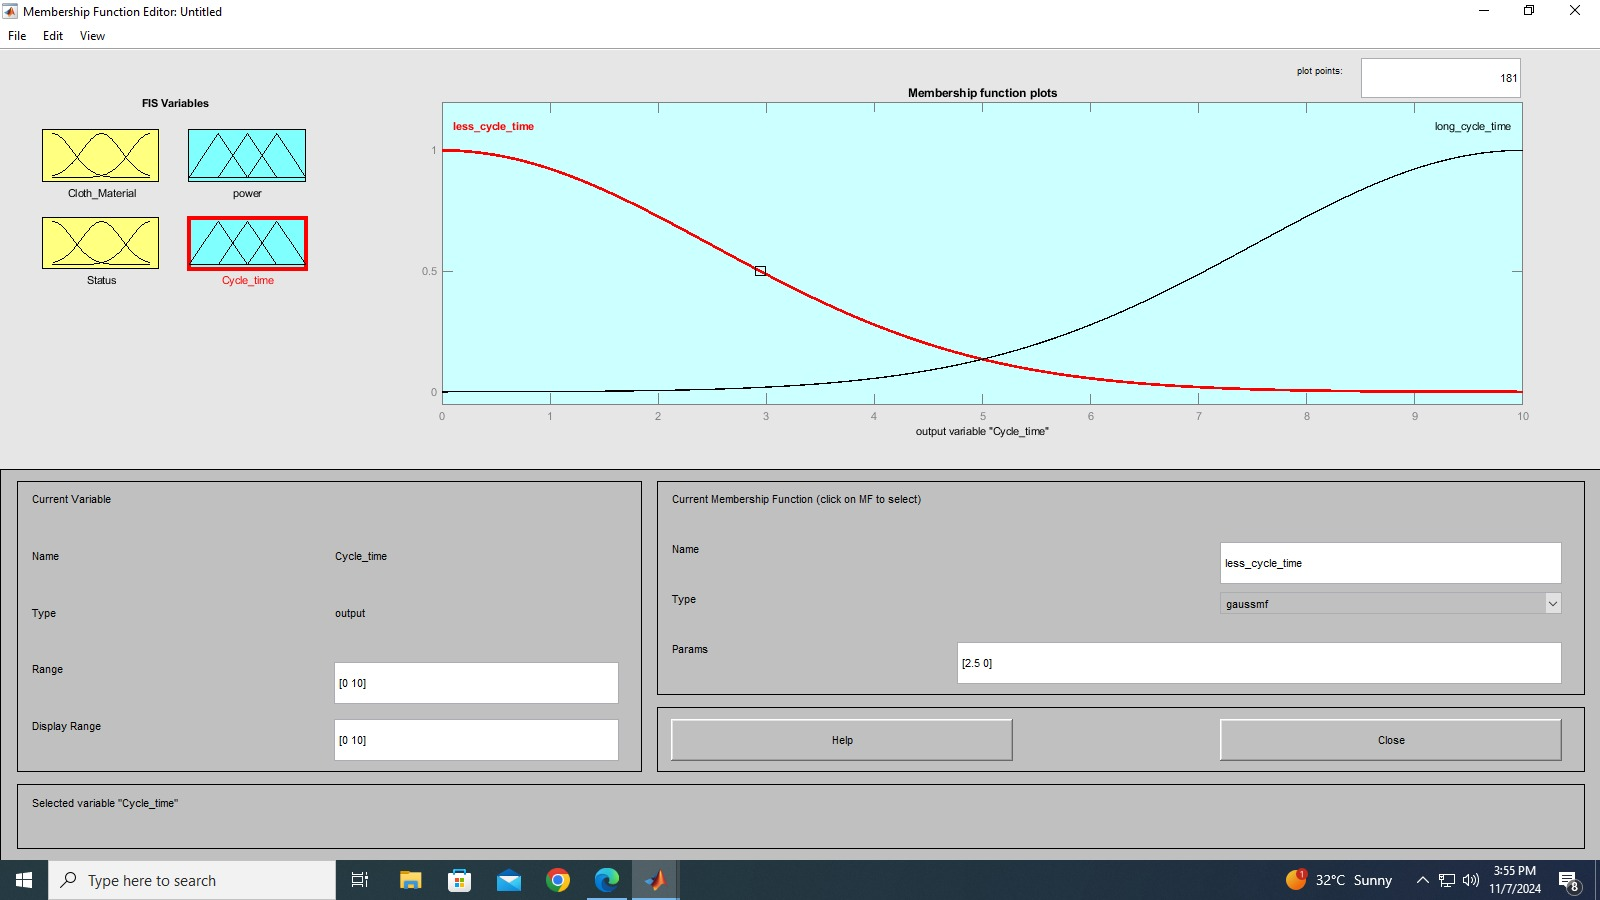 Membership Function Editor: Untitled
File Edit View
plot points:
181
FIS Variables
Cloth_Material
power
Status
Cycle_time
Membership function plots
less_cycle_time
long_cycle_time
1
0.5
0
0 1 2 3 4 5 6 7 8 9 10
output variable "Cycle_time"
Current Variable
Name Cycle_time
Type output
Range [0 10]
Display Range [0 10]
Current Membership Function (click on MF to select)
Name less_cycle_time
Type gaussmf
Params [2.5 0]
Help Close
Selected variable "Cycle_time"
Type here to search
1
32°C Sunny
3:55 PM
11/7/2024
8